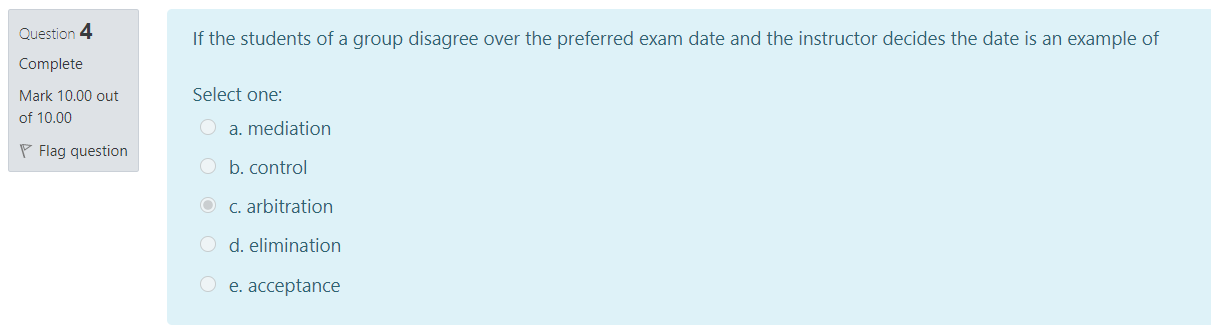 Question 4
Complete
Mark 10.00 out
of 10.00
Flag question
If the students of a group disagree over the preferred exam date and the instructor decides the date is an example of
Select one:
a. mediation
b. control
c. arbitration
d. elimination
e. acceptance